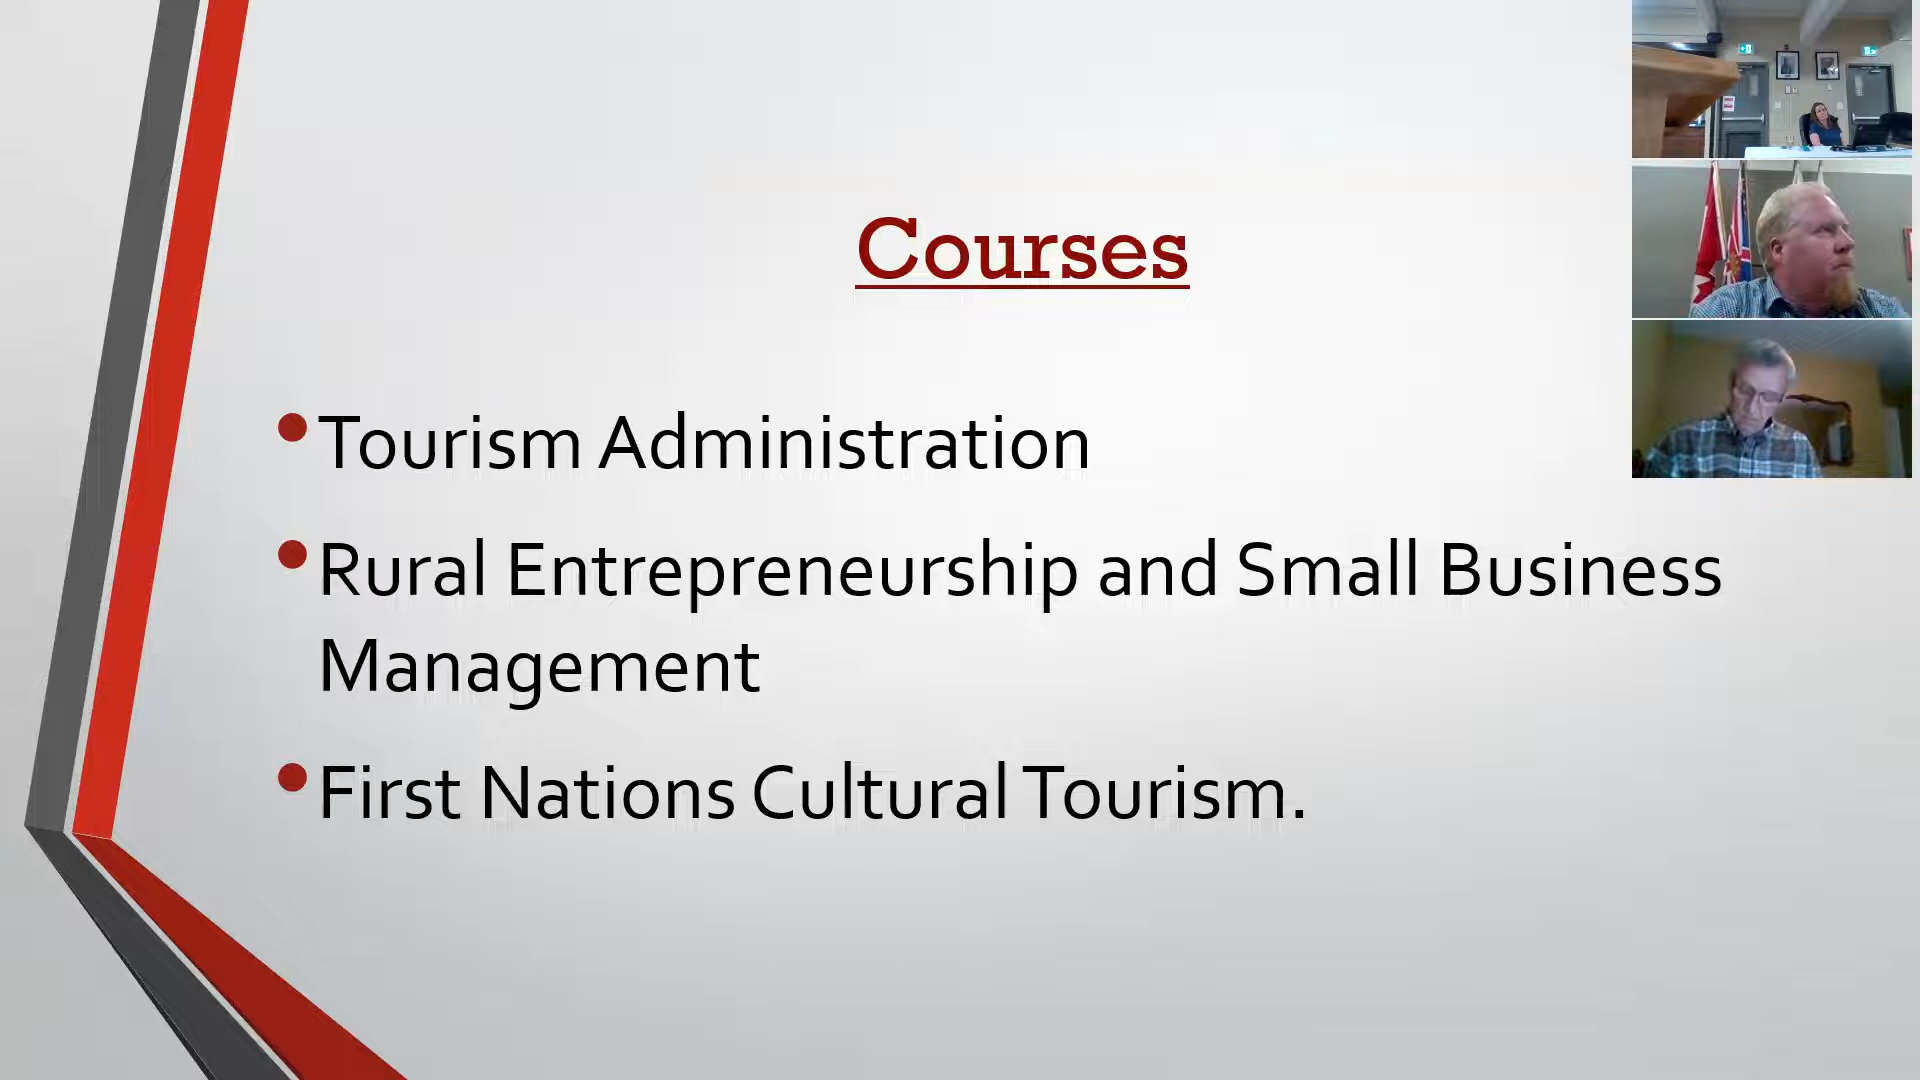 Courses
• Tourism Administration
• Rural Entrepreneurship and Small Business
Management
• First Nations Cultural Tourism.